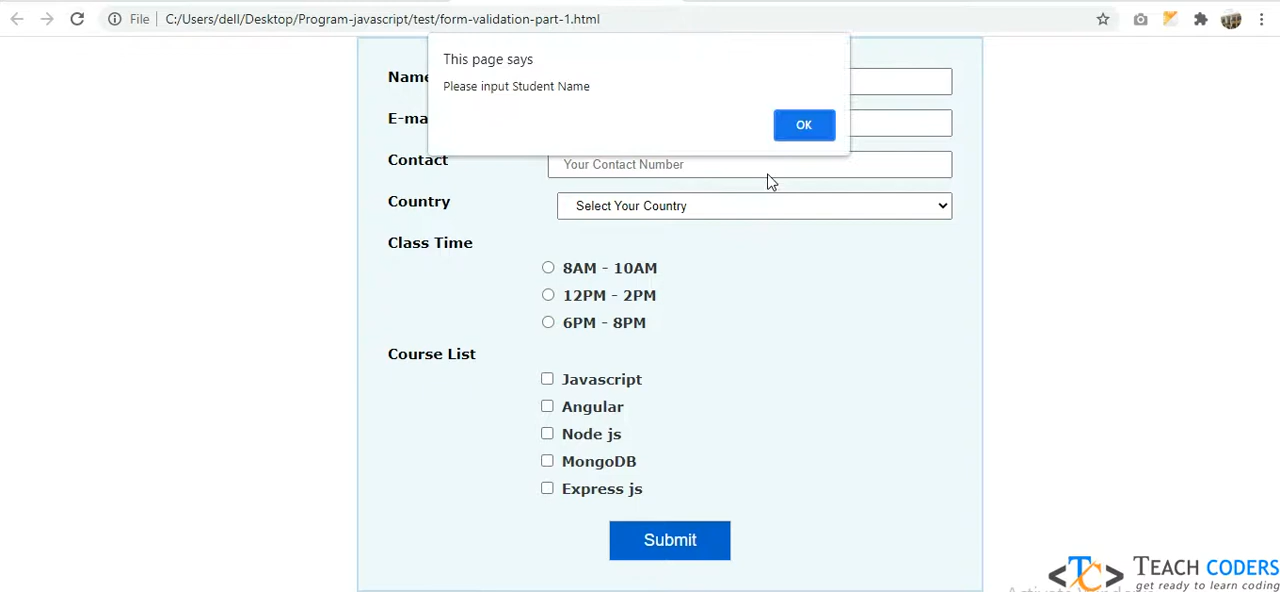 File | C:/Users/dell/Desktop/Program-javascript/test/form-validation-part-1.html
This page says
Please input Student Name
OK
Name
E-ma
Contact
Your Contact Number
Country
Select Your Country
Class Time
8AM - 10AM
12PM - 2PM
6PM - 8PM
Course List
Javascript
Angular
Node js
MongoDB
Express js
Submit
<TC> TEACH CODERS
get ready to learn coding